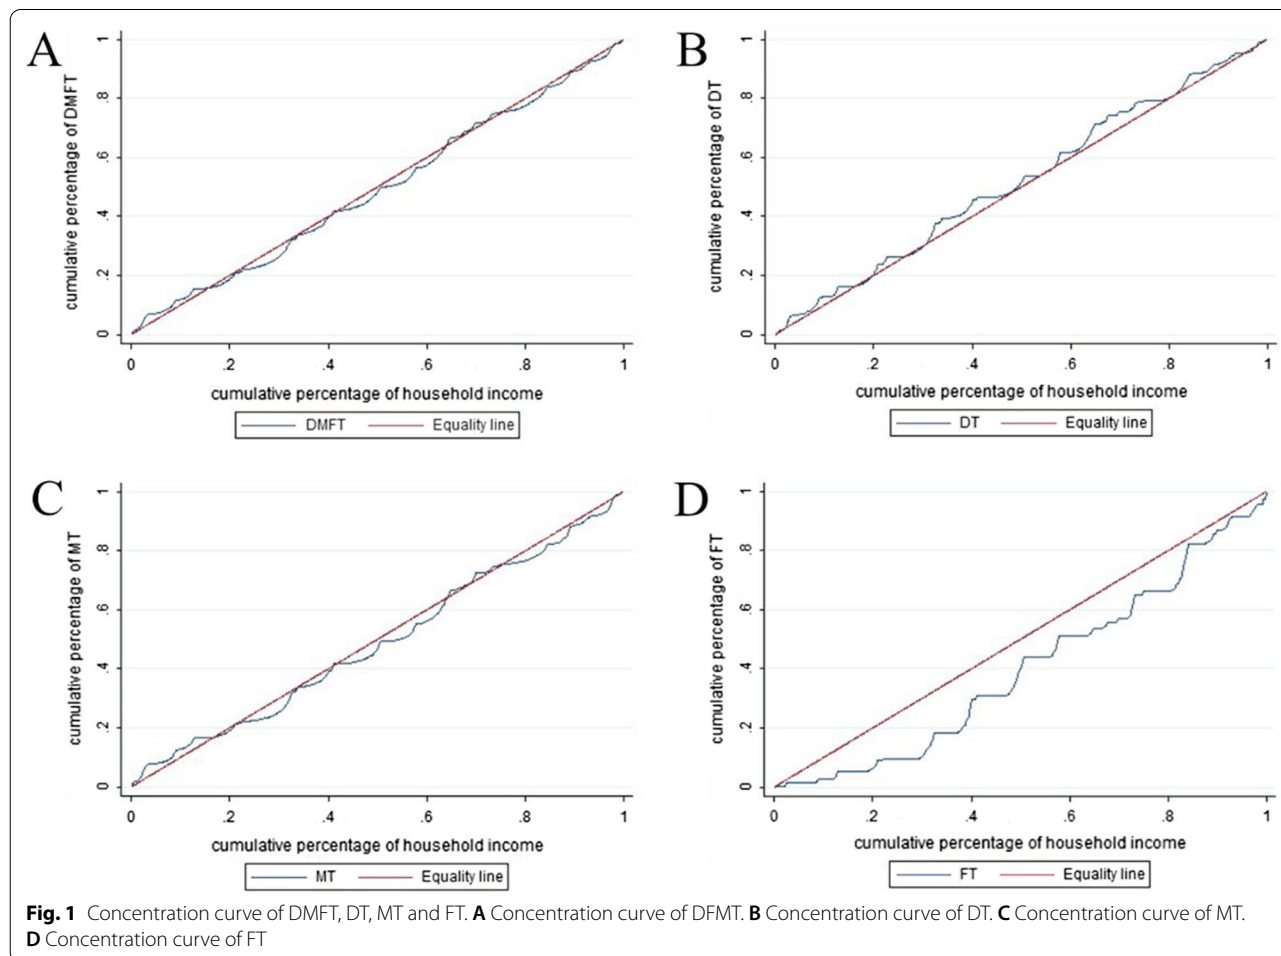 A
cumulative percentage of DMFT
1
.8
.6
.4
.2
0
0 .2 .4 .6 .8 1
cumulative percentage of household income
DMFT Equality line
B
cumulative percentage of DT
1
.8
.6
.4
.2
0
0 .2 .4 .6 .8 1
cumulative percentage of household income
DT Equality line
C
cumulative percentage of MT
1
.8
.6
.4
.2
0
0 .2 .4 .6 .8 1
cumulative percentage of household income
MT Equality line
D
cumulative percentage of FT
1
.8
.6
.4
.2
0
0 .2 .4 .6 .8 1
cumulative percentage of household income
FT Equality line
Fig. 1 Concentration curve of DMFT, DT, MT and FT. A Concentration curve of DFMT. B Concentration curve of DT. C Concentration curve of MT.
D Concentration curve of FT